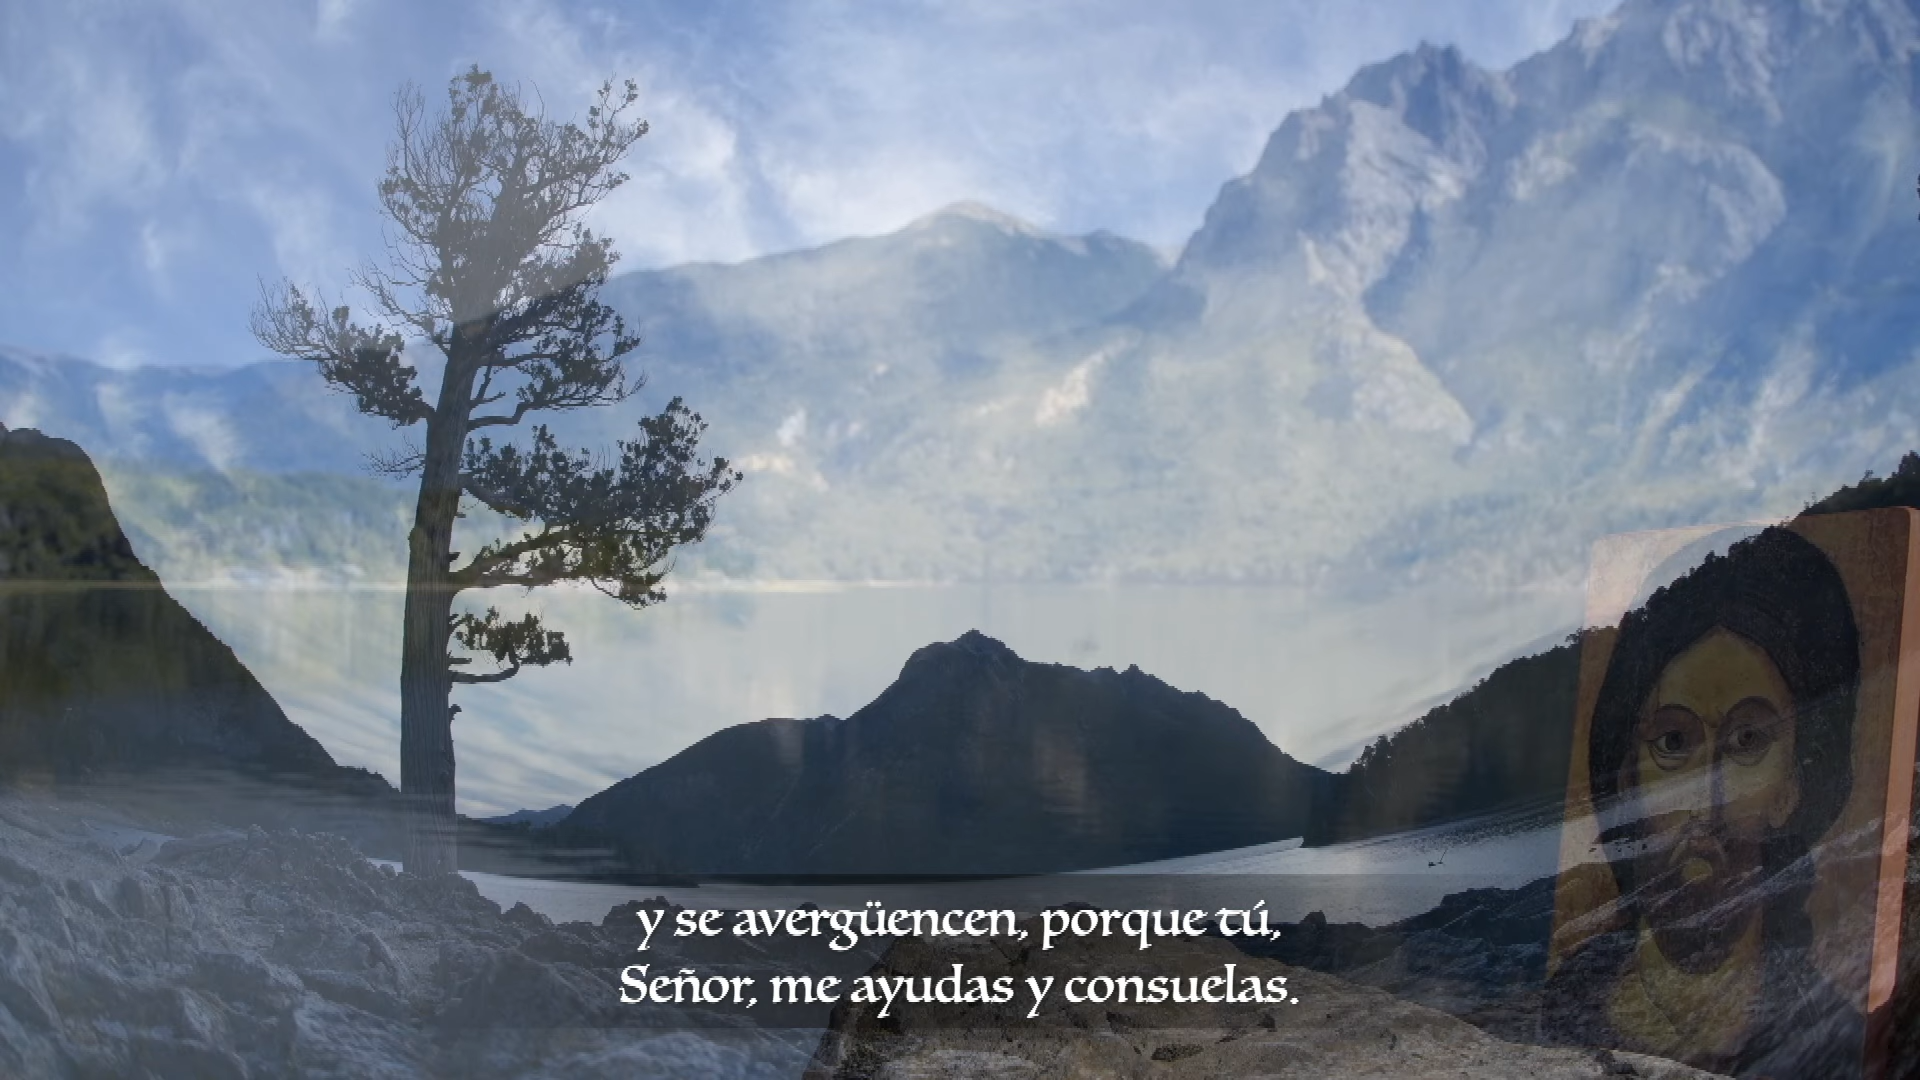 y se avergüencen, porque tú,
Señor, me ayudas y consuelas.